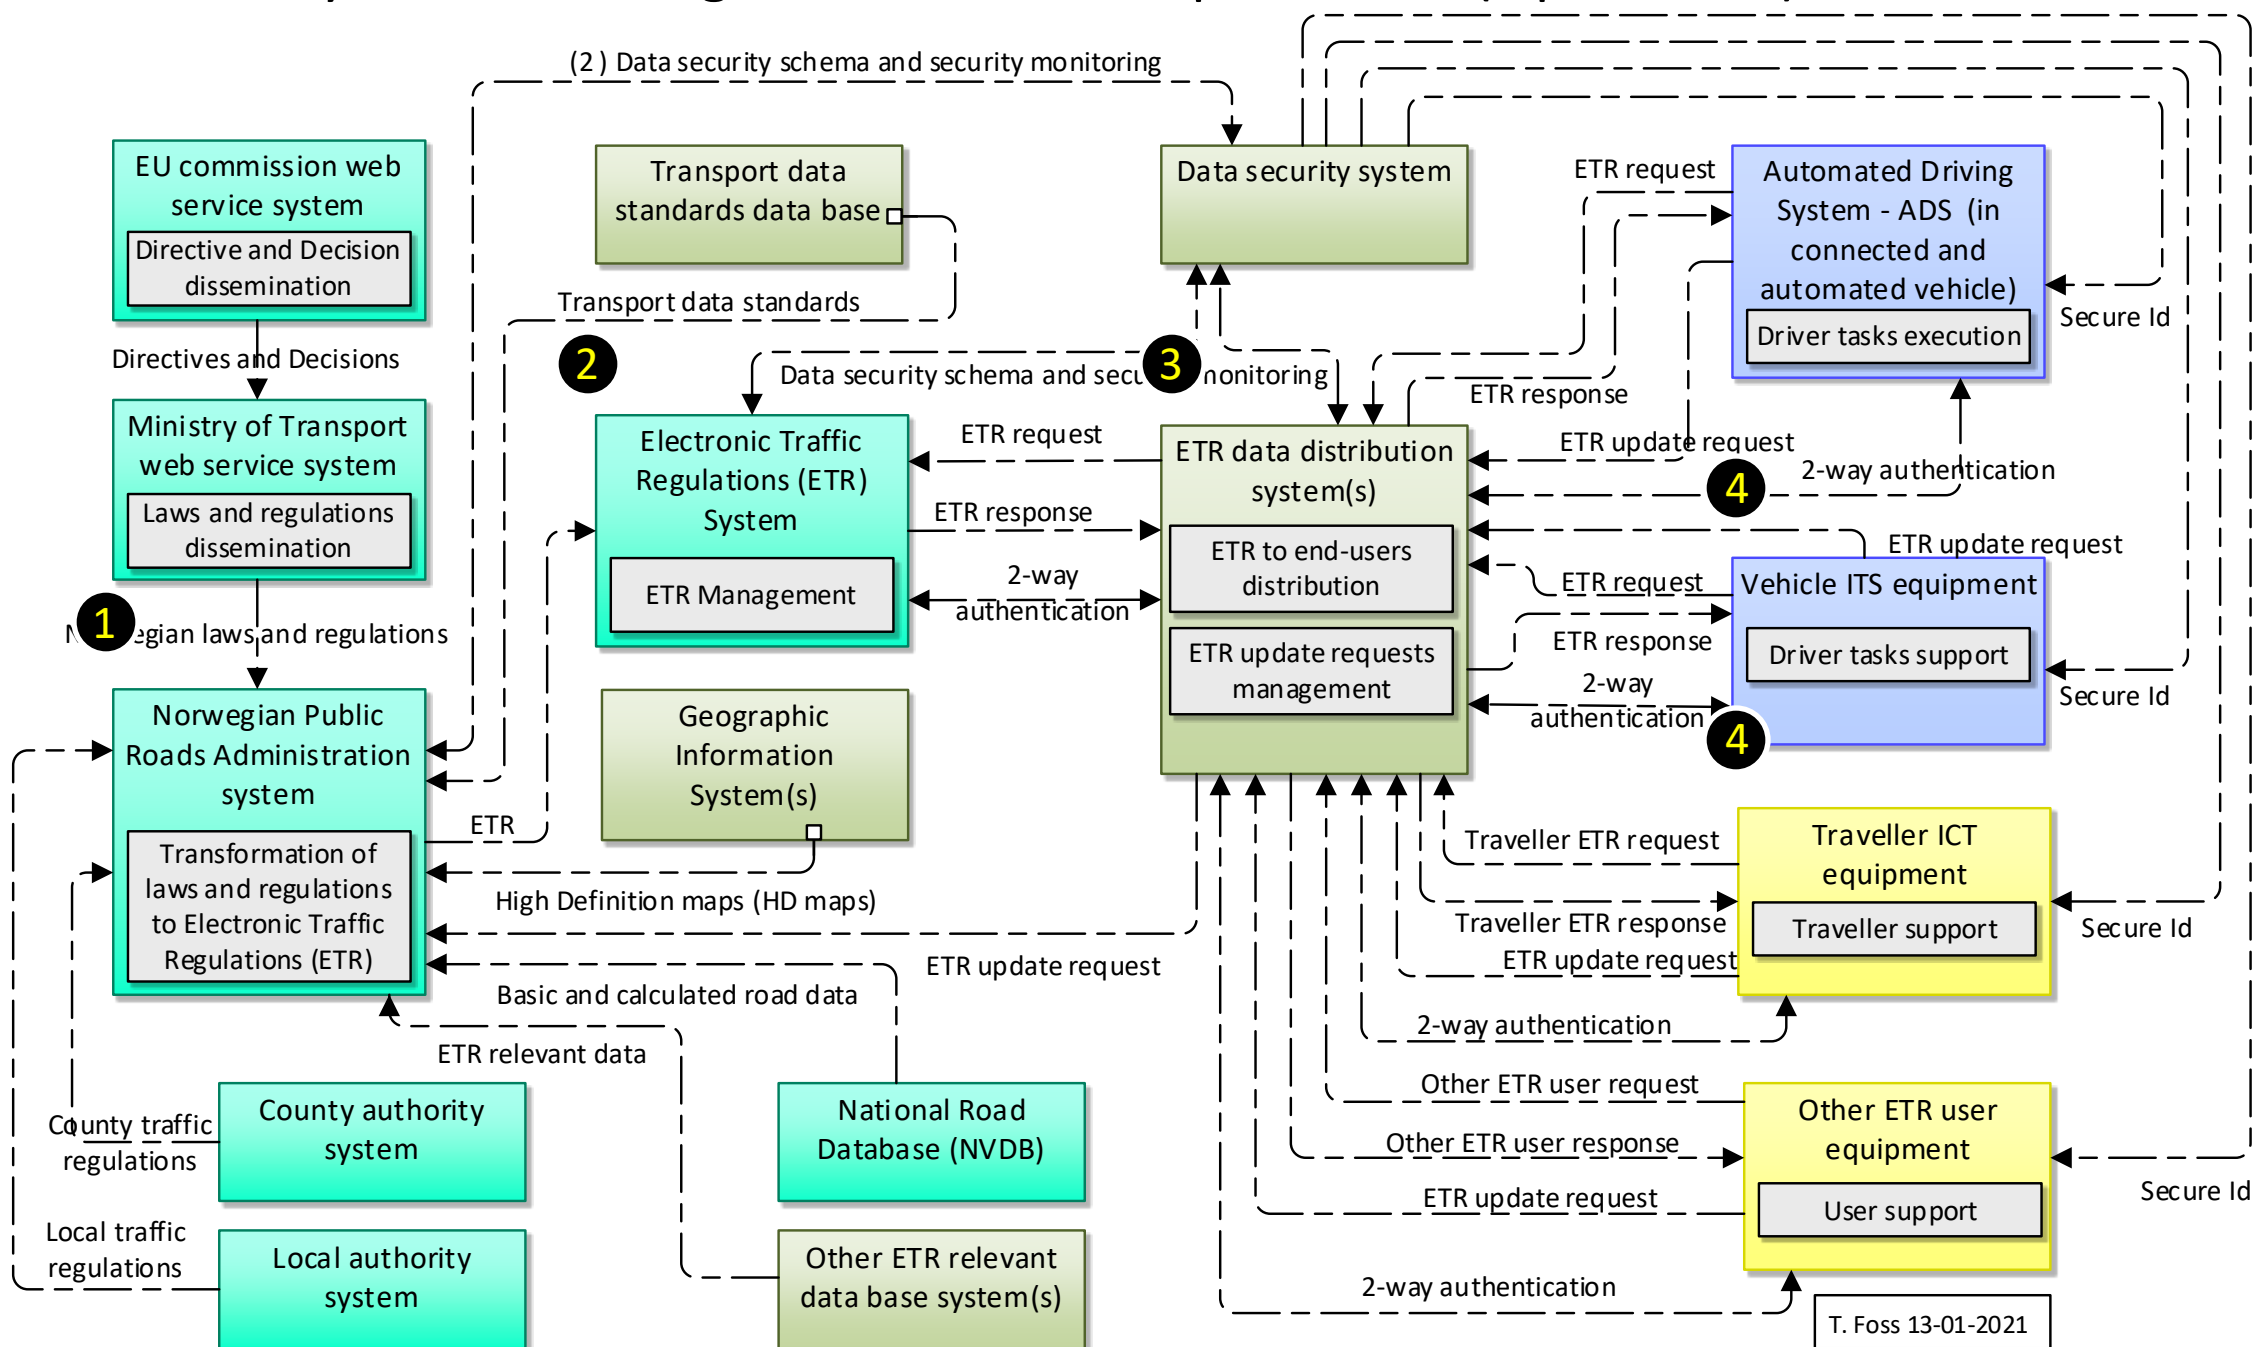 (2 ) Data security schema and security monitoring
EU commission web
service system
Directive and Decision
dissemination
Transport data
standards data base
Data security system
ETR request
Automated Driving
System - ADS (in
connected and
automated vehicle)
Driver tasks execution
Secure Id
Transport data standards
Directives and Decisions
2
3
Data security schema and
monitoring
ETR response
Ministry of Transport
web service system
Laws and regulations
dissemination
Electronic Traffic
Regulations (ETR)
System
ETR Management
ETR request
ETR response
2-way
authentication
ETR data distribution
system(s)
ETR to end-users
distribution
ETR update requests
management
ETR update request
4
2-way authentication
ETR update request
ETR request
Vehicle ITS equipment
Driver tasks support
ETR response
2-way
authentication
4
Secure Id
1
laws and regulations
Norwegian Public
Roads Administration
system
Transformation of
laws and regulations
to Electronic Traffic
Regulations (ETR)
ETR
Geographic
Information
System(s)
High Definition maps (HD maps)
ETR update request
Basic and calculated road data
ETR relevant data
Traveller ETR request
Traveller ICT
equipment
Traveller support
Traveller ETR response
ETR update request
Secure Id
2-way authentication
County traffic
regulations
County authority
system
National Road
Database (NVDB)
Other ETR user request
Other ETR user response
ETR update request
Other ETR user
equipment
User support
Secure Id
Local traffic
regulations
Local authority
system
Other ETR relevant
data base system(s)
2-way authentication
T. Foss 13-01-2021